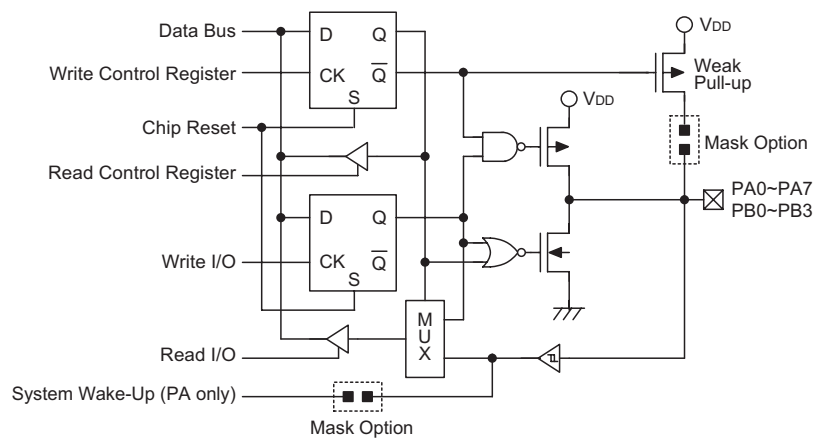 Data Bus
Write Control Register
Chip Reset
Read Control Register
Write I/O
Read I/O
System Wake-Up (PA only)
Mask Option
D Q
CK Q
S
D Q
CK Q
S
M
U
X
VDD
VDD
Weak
Pull-up
Mask Option
PA0~PA7
PB0~PB3